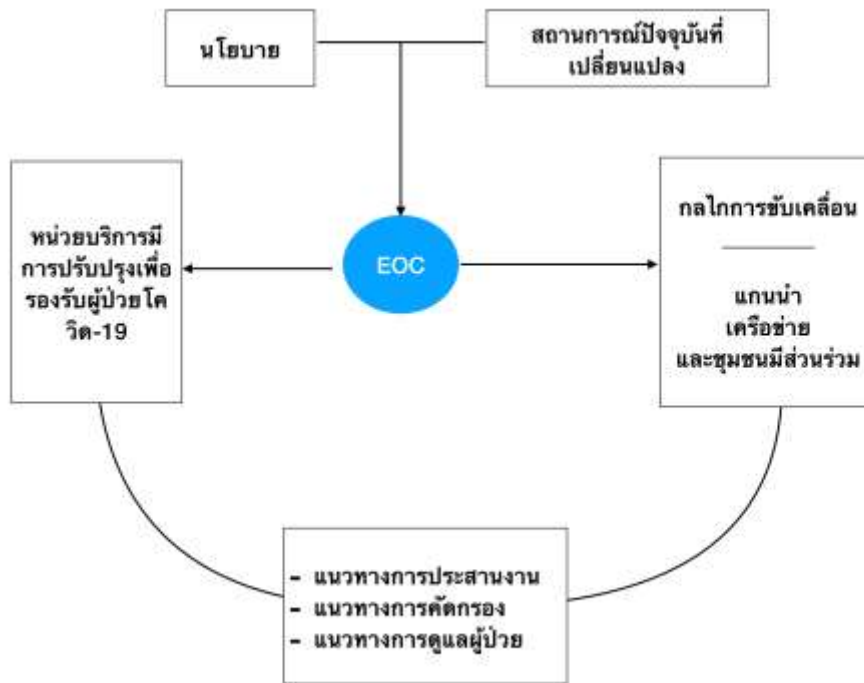 นโยบาย
สถานการณ์ปัจจุบันที่
เปลี่ยนแปลง
หน่วยบริการมี
การปรับปรุงเพื่อ
รองรับผู้ป่วยโค
วิด-19
EOC
กลไกการขับเคลื่อน
แกนนำ
เครือข่าย
และชุมชนมีส่วนร่วม
- แนวทางการประสานงาน
- แนวทางการคัดกรอง
- แนวทางการดูแลผู้ป่วย